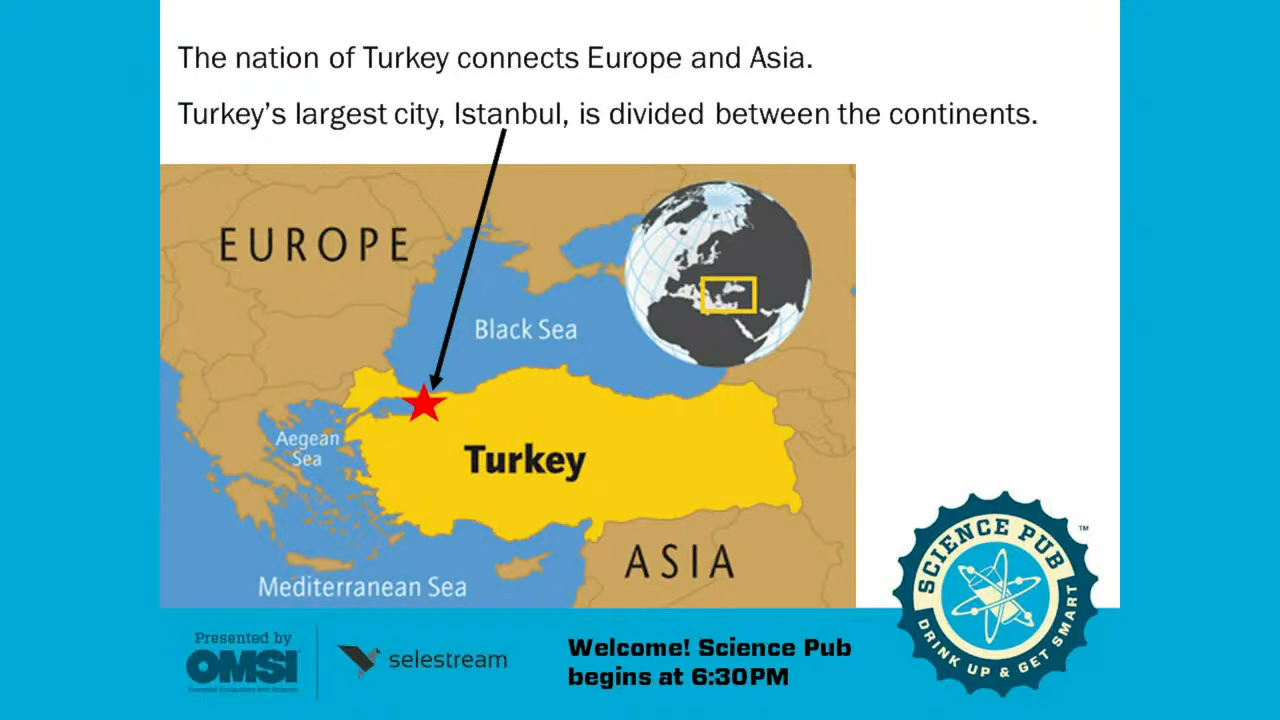 The nation of Turkey connects Europe and Asia.
Turkey’s largest city, Istanbul, is divided between the continents.
EUROPE
Black Sea
Aegean
Sea
Turkey
ASIA
Mediterranean Sea
SCIENCE PUB
™
DRINK UP & GET SMART
Presented by
OMSI
selestream
Welcome! Science Pub
begins at 6:30PM